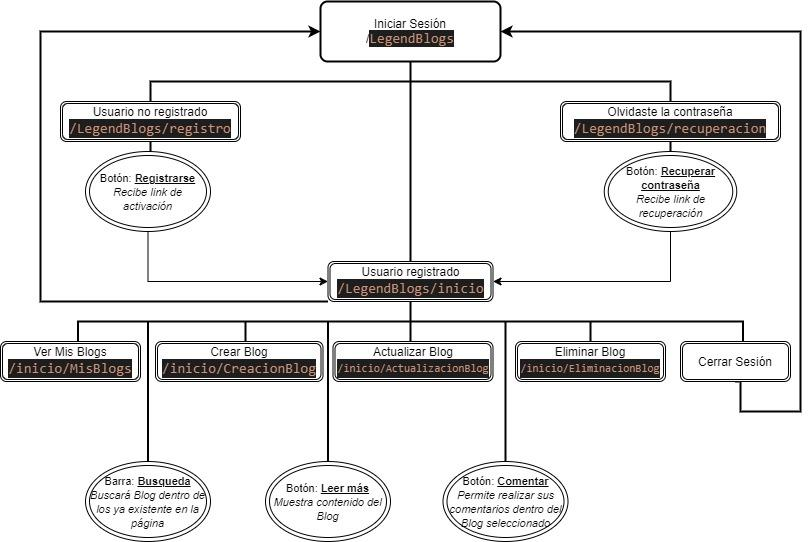 Iniciar Sesión
/LegendBlogs
Usuario no registrado
/LegendBlogs/registro
Olvidaste la contraseña
/LegendBlogs/recuperacion
Botón: Registrarse
Recibe link de
activación
Botón: Recuperar
contraseña
Recibe link de
recuperación
Usuario registrado
/LegendBlogs/inicio
Ver Mis Blogs
/inicio/MisBlogs
Crear Blog
/inicio/CreacionBlog
Actualizar Blog
/inicio/ActualizacionBlog
Eliminar Blog
/inicio/EliminacionBlog
Cerrar Sesión
Barra: Busqueda
Buscará Blog dentro de
los ya existente en la
página
Botón: Leer más
Muestra contenido del
Blog
Botón: Comentar
Permite realizar sus
comentarios dentro del
Blog seleccionado